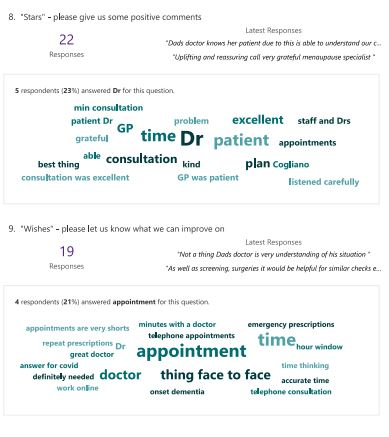 8. "Stars" - please give us some positive comments
22
Responses
Latest Responses
"Dads doctor knows her patient due to this is able to understand our c...
"Uplifting and reassuring call very grateful menaupause specialist "
5 respondents (23%) answered Dr for this question.
min consultation
patient Dr GP problem excellent staff and Drs
grateful time Dr patient appointments
best thing able consultation kind plan Cogliano
consultation was excellent GP was patient listened carefully
9. "Wishes" - please let us know what we can improve on
19
Responses
Latest Responses
"Not a thing Dads doctor is very understanding of his situation "
"As well as screening, surgeries it would be helpful for similar checks e...
4 respondents (21%) answered appointment for this question.
appointments are very shorts minutes with a doctor emergency prescriptions
repeat prescriptions Dr telephone appointments time hour window
great doctor appointment
answer for covid time thinking
definitely needed doctor thing face to face accurate time
work online onset dementia telephone consultation